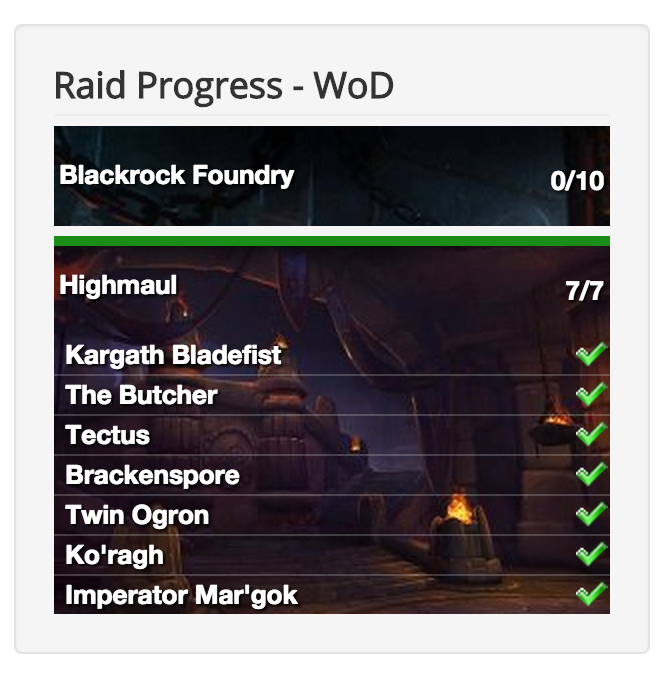 Raid Progress - WoD
Blackrock Foundry 0/10
Highmaul 7/7
Kargath Bladefist
The Butcher
Tectus
Brackenspore
Twin Ogron
Ko'ragh
Imperator Mar'gok